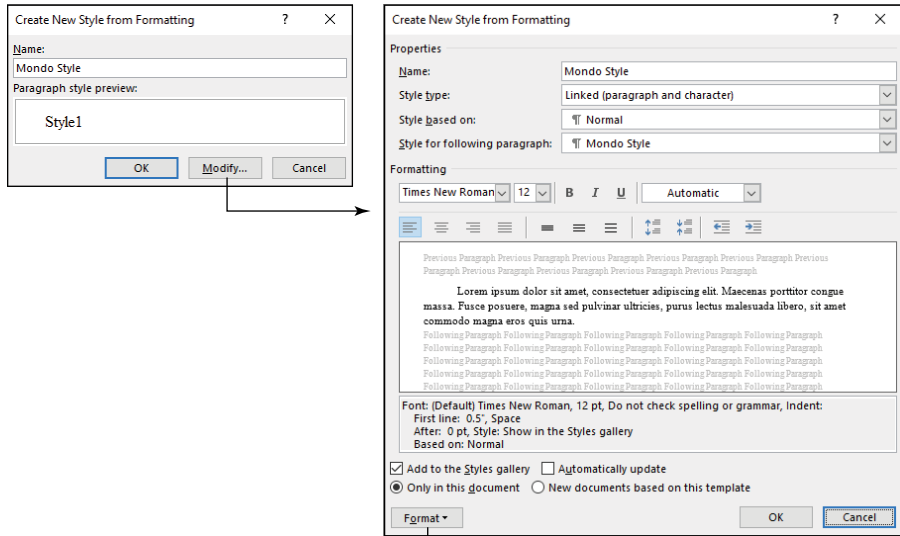 Create New Style from Formatting ? ×
Name:
Mondo Style
Paragraph style preview:
Style1
OK Modify... Cancel
Create New Style from Formatting ? ×
Properties
Name: Mondo Style
Style type: Linked (paragraph and character)
Style based on: ¶ Normal
Style for following paragraph: ¶ Mondo Style
Formatting
Times New Roman 12 B I U Automatic
Previous Paragraph Previous Paragraph Previous Paragraph Previous Paragraph Previous Paragraph Previous
Paragraph Previous Paragraph Previous Paragraph Previous Paragraph Previous Paragraph
Lorem ipsum dolor sit amet, consectetuer adipiscing elit. Maecenas porttitor congue
massa. Fusce posuere, magna sed pulvinar ultricies, purus lectus malesuada libero, sit amet
commodo magna eros quis urna.
Following Paragraph Following Paragraph Following Paragraph Following Paragraph Following Paragraph
Following Paragraph Following Paragraph Following Paragraph Following Paragraph Following Paragraph
Following Paragraph Following Paragraph Following Paragraph Following Paragraph Following Paragraph
Following Paragraph Following Paragraph Following Paragraph Following Paragraph Following Paragraph
Following Paragraph Following Paragraph Following Paragraph Following Paragraph Following Paragraph
Font: (Default) Times New Roman, 12 pt, Do not check spelling or grammar, Indent:
First line: 0.5", Space
After: 0 pt, Style: Show in the Styles gallery
Based on: Normal
Add to the Styles gallery Automatically update
Only in this document New documents based on this template
Format OK Cancel